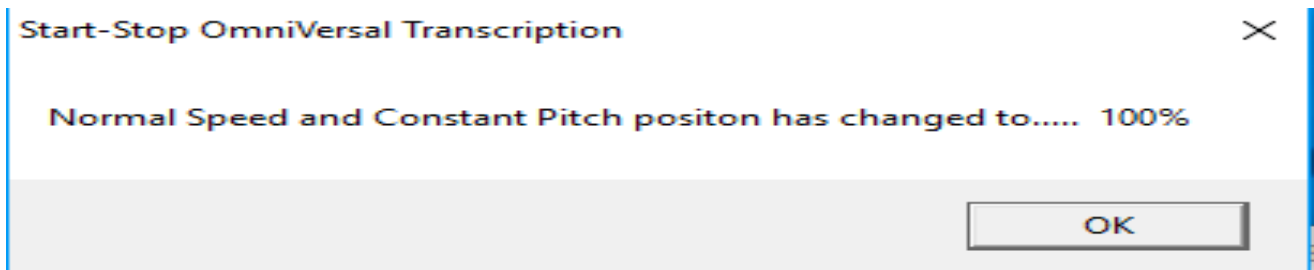 Start-Stop OmniVersal Transcription
Normal Speed and Constant Pitch positon has changed to..... 100%
OK